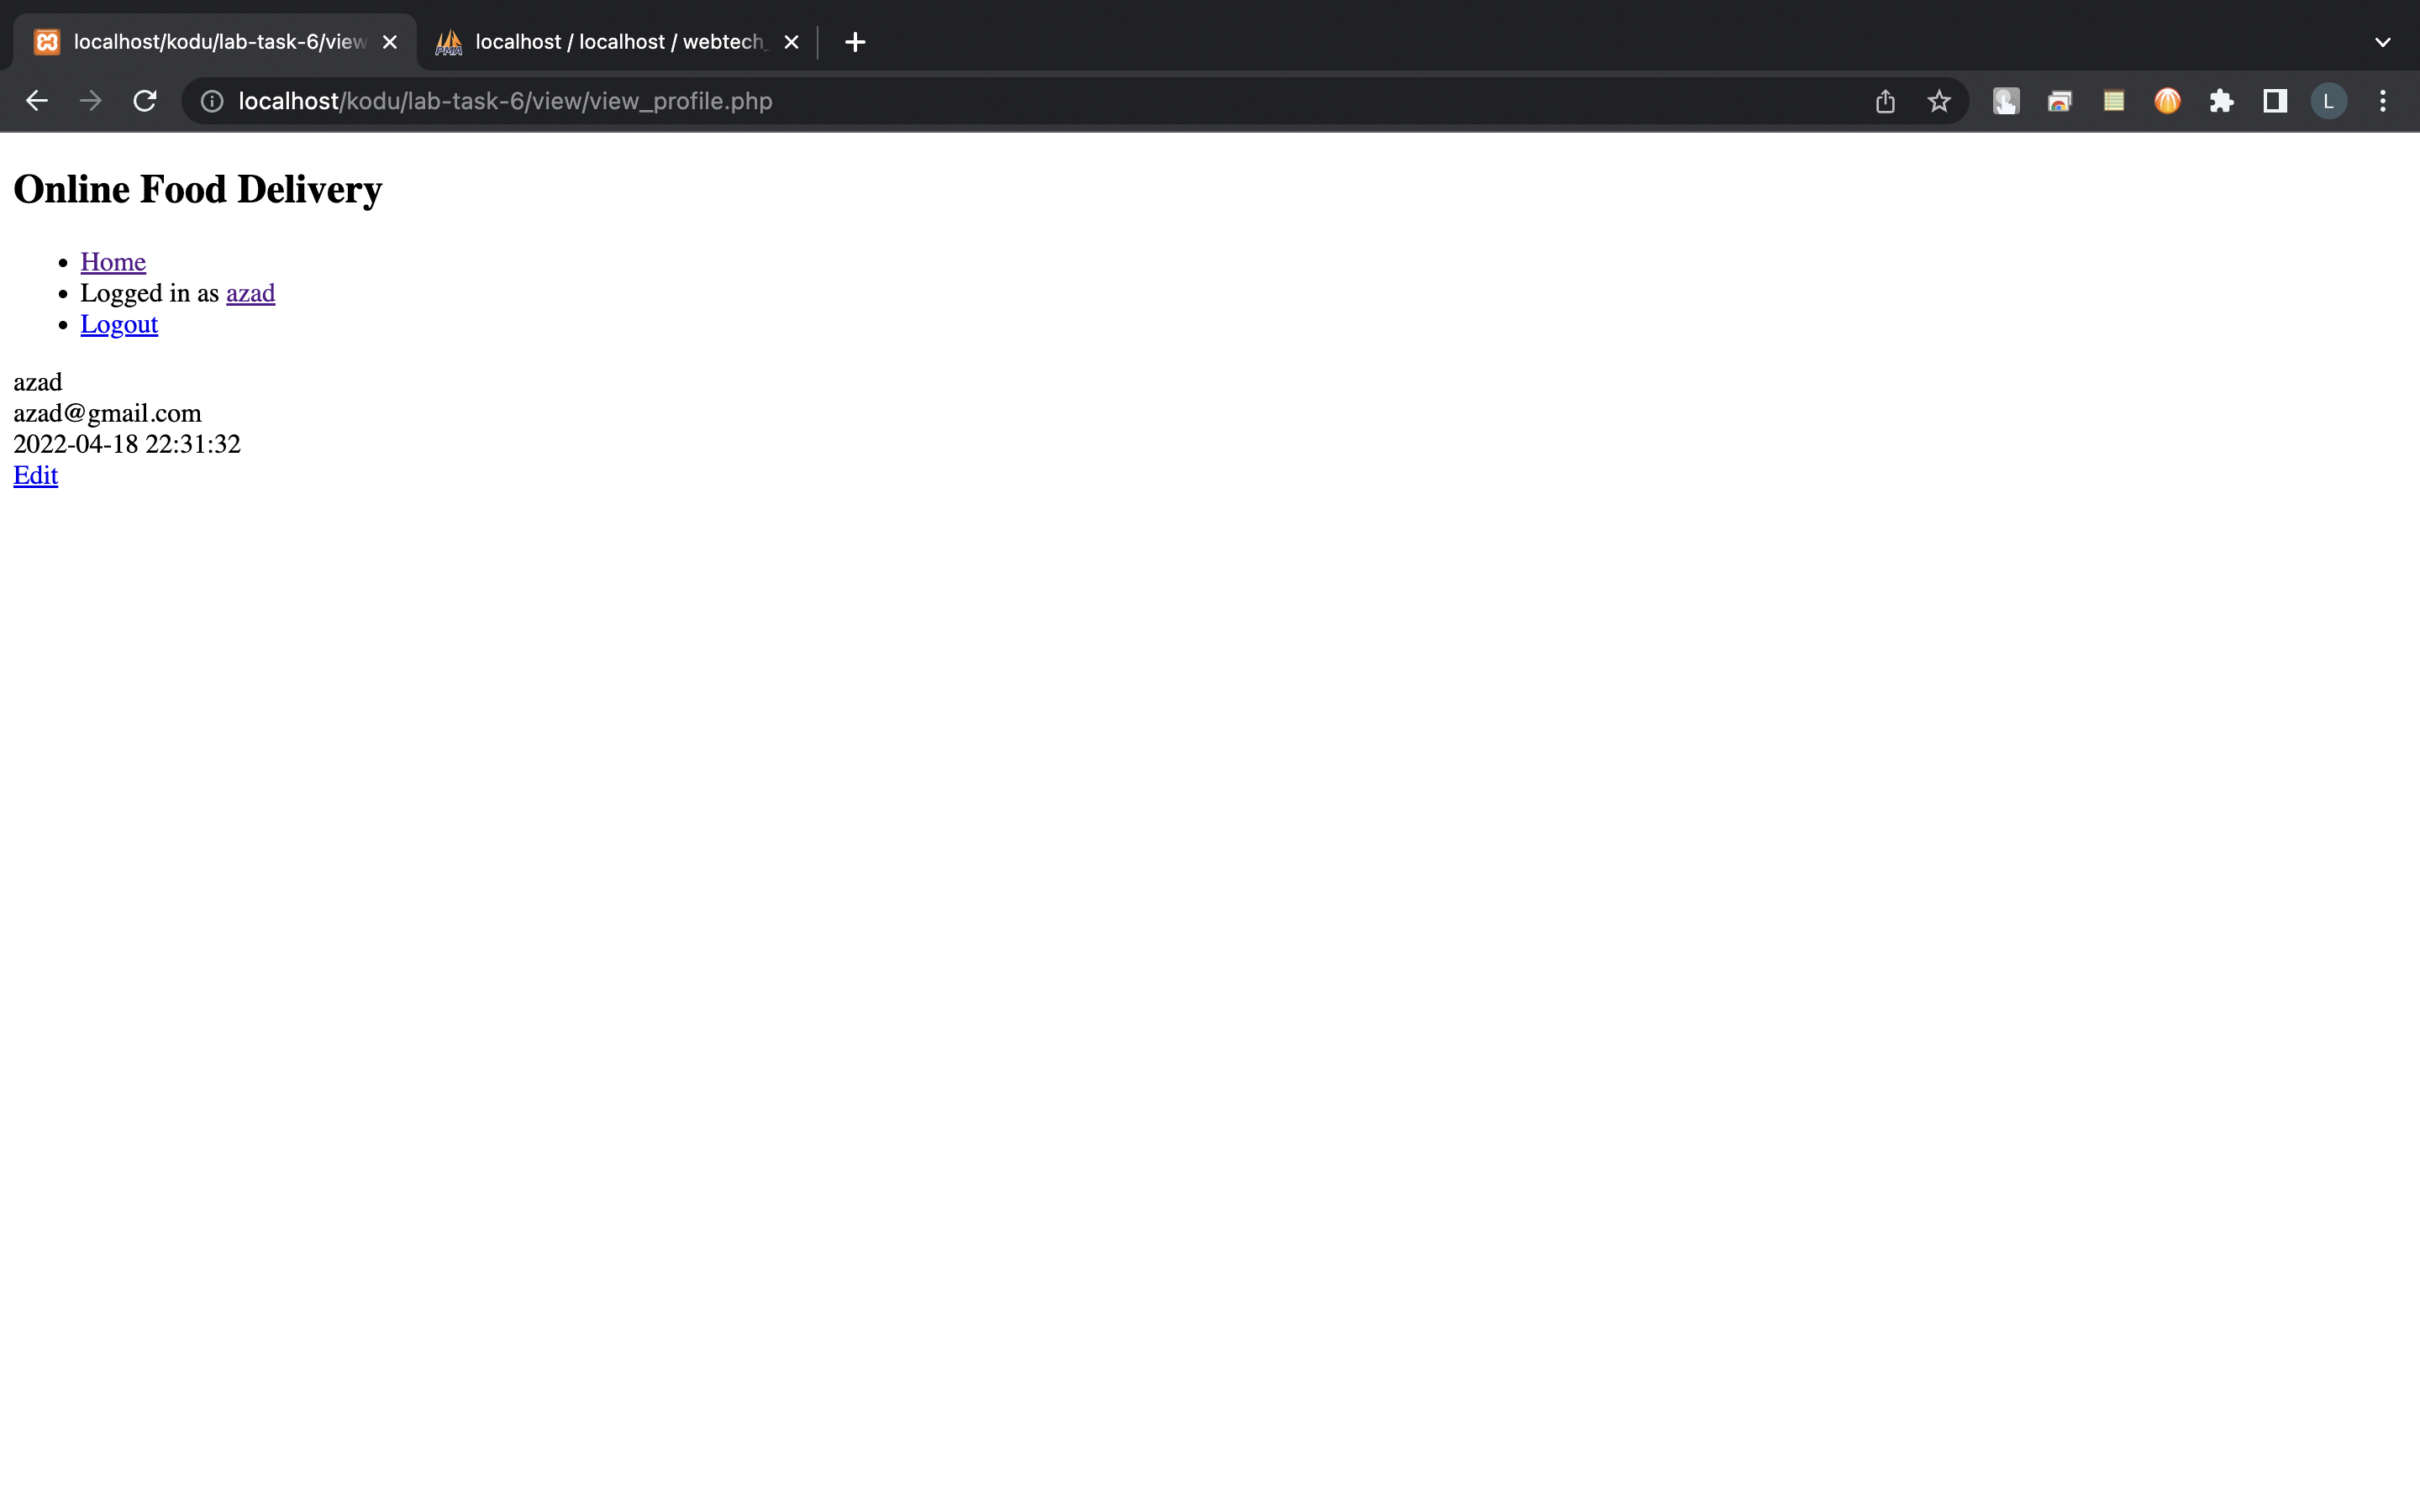 localhost/kodu/lab-task-6/view
localhost / localhost / webtech_
localhost/kodu/lab-task-6/view/view_profile.php
L
Online Food Delivery
Home
Logged in as azad
Logout
azad
azad@gmail.com
2022-04-18 22:31:32
Edit